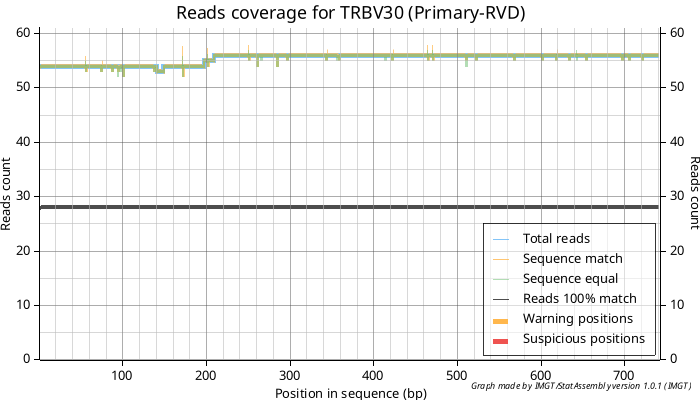 Reads coverage for TRBV30 (Primary-RVD)
60
50
40
30
20
10
0
Reads count
60
50
40
30
20
10
0
Reads count
Total reads
Sequence match
Sequence equal
Reads 100% match
Warning positions
Suspicious positions
100 200 300 400 500 600 700
Position in sequence (bp)
Graph made by IMGT/StatAssembly version 1.0.1 (IMGT)